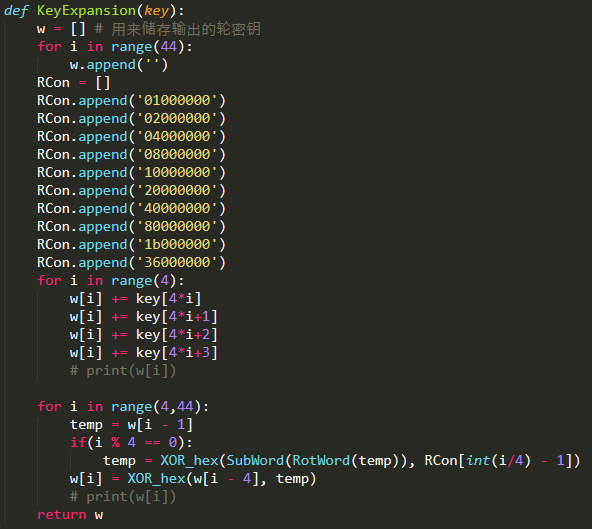 def KeyExpansion(key):
    w = [] # 用来储存输出的轮密钥
    for i in range(44):
        w.append('')
    RCon = []
    RCon.append('01000000')
    RCon.append('02000000')
    RCon.append('04000000')
    RCon.append('08000000')
    RCon.append('10000000')
    RCon.append('20000000')
    RCon.append('40000000')
    RCon.append('80000000')
    RCon.append('1b000000')
    RCon.append('36000000')
    for i in range(4):
        w[i] += key[4*i]
        w[i] += key[4*i+1]
        w[i] += key[4*i+2]
        w[i] += key[4*i+3]
        # print(w[i])
    for i in range(4,44):
        temp = w[i - 1]
        if(i % 4 == 0):
            temp = XOR_hex(SubWord(RotWord(temp)), RCon[int(i/4) - 1])
        w[i] = XOR_hex(w[i - 4], temp)
        # print(w[i])
    return w